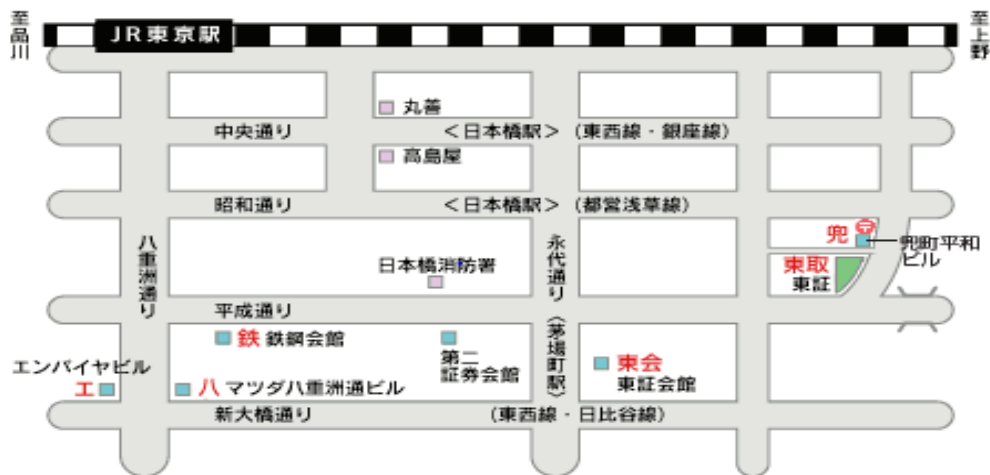 至品川
JR東京駅
至上野
丸善
中央通り
<日本橋駅>(東西線・銀座線)
高島屋
昭和通り
<日本橋駅>(都営浅草線)
八重洲通り
永代通り(茅場町駅)
兜
兜町平和
ビル
日本橋消防署
東取
東証
平成通り
鉄 鉄鋼会館
第二
証券会館
東会
東証会館
エンパイヤビル
エ
八 マツダ八重洲通ビル
新大橋通り
(東西線・日比谷線)